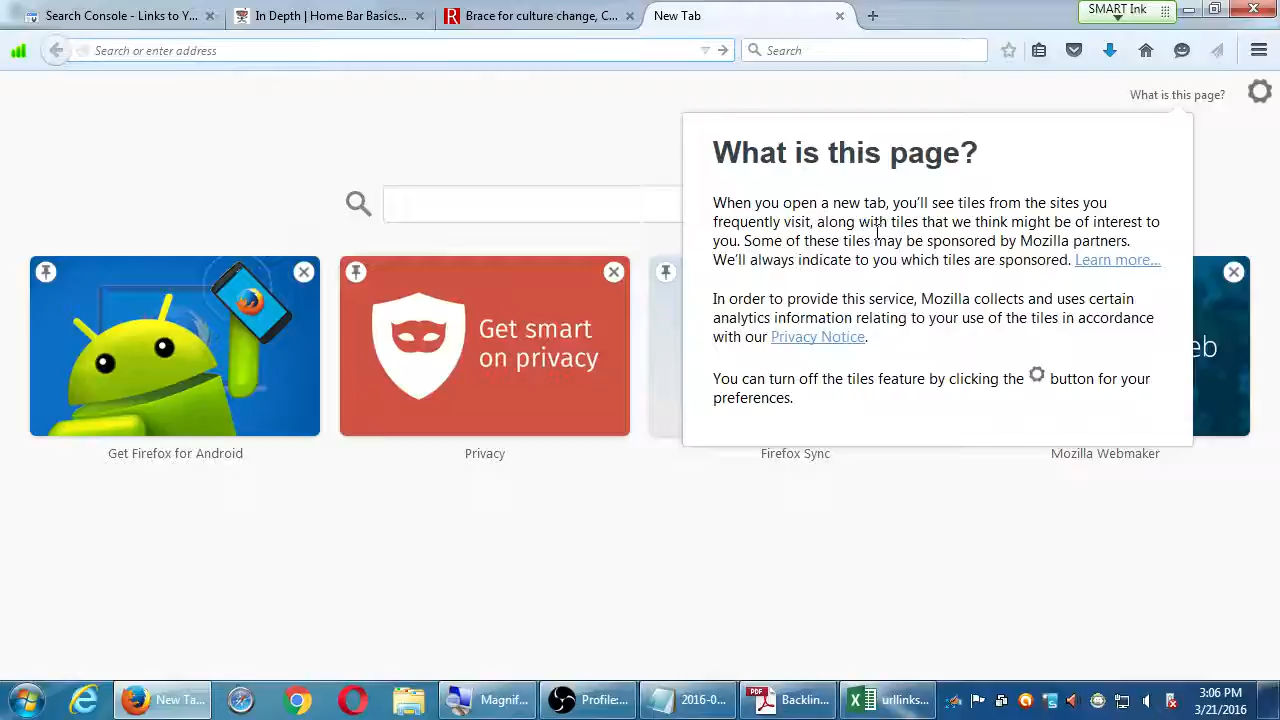 Search Console - Links to Y...
In Depth | Home Bar Basics...
Brace for culture change, C...
New Tab
SMART Ink
Search or enter address
Search
What is this page?
What is this page?
When you open a new tab, you'll see tiles from the sites you
frequently visit, along with tiles that we think might be of interest to
you. Some of these tiles may be sponsored by Mozilla partners.
We'll always indicate to you which tiles are sponsored. Learn more...
In order to provide this service, Mozilla collects and uses certain
analytics information relating to your use of the tiles in accordance
with our Privacy Notice.
You can turn off the tiles feature by clicking the button for your
preferences.
Get smart
on privacy
eb
Get Firefox for Android
Privacy
Firefox Sync
Mozilla Webmaker
New Ta...
Magnif...
Profile:...
2016-0...
PDF
Backlin...
urllinks...
3:06 PM
3/21/2016